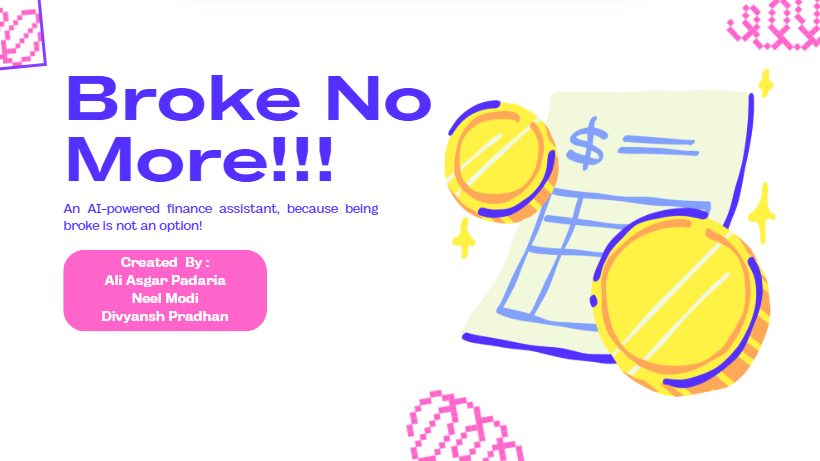 Broke No
More!!!
An AI-powered finance assistant, because being
broke is not an option!
Created By :
Ali Asgar Padaria
Neel Modi
Divyansh Pradhan
$